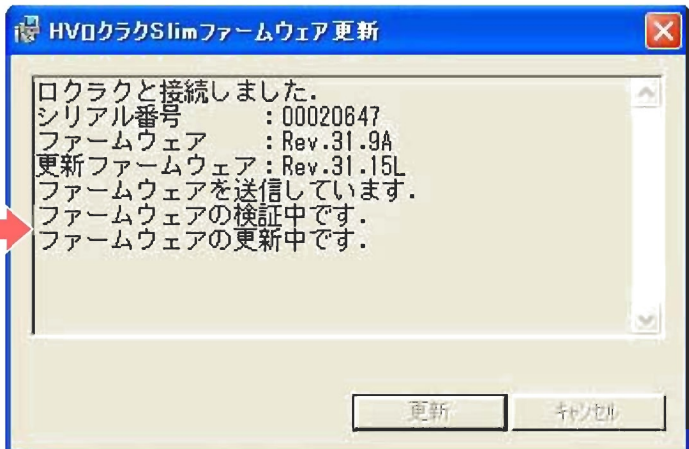 HVロクラクSlimファームウェア更新
ロクラクと接続しました.
シリアル番号　　　:00020647
ファームウェア　　:Rev.31.9A
更新ファームウェア:Rev.31.15L
ファームウェアを送信しています.
ファームウェアの検証中です.
ファームウェアの更新中です.
更新　キャンセル